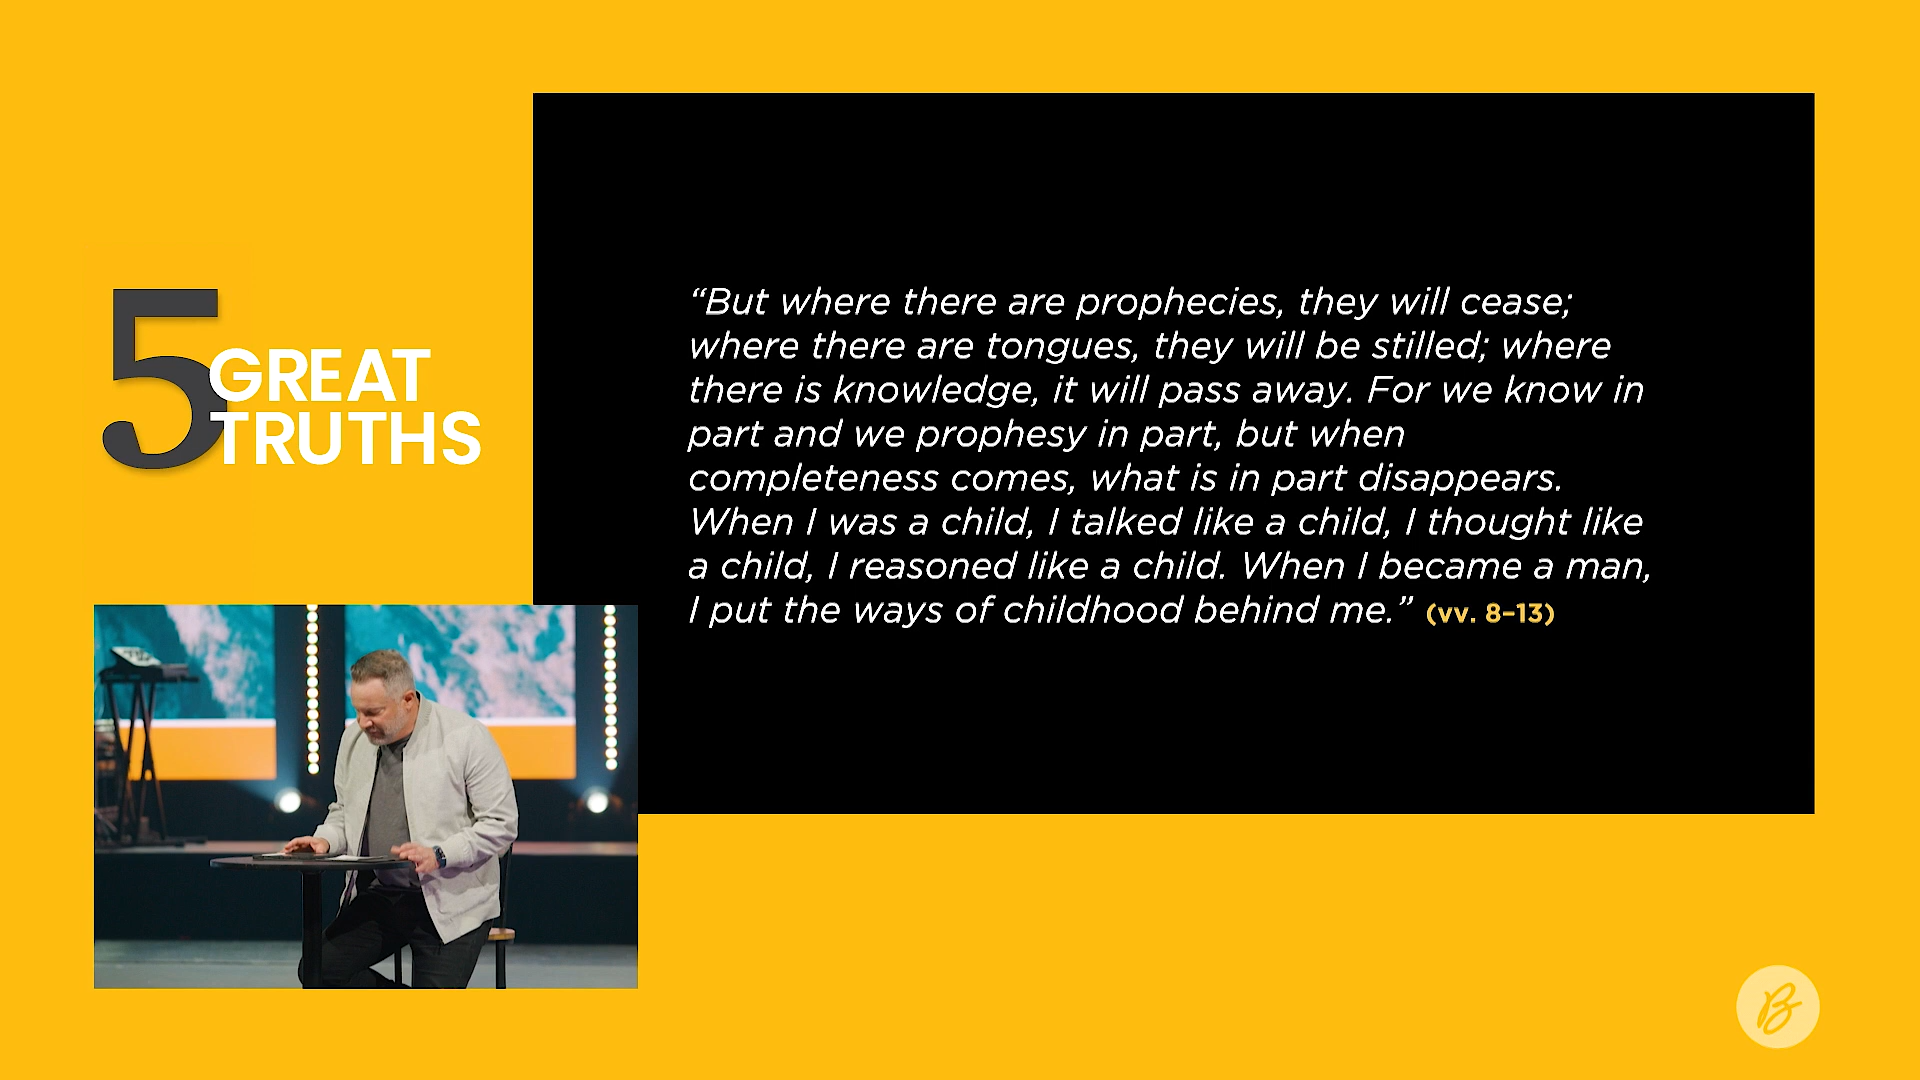 5
GREAT
TRUTHS
“But where there are prophecies, they will cease;
where there are tongues, they will be stilled; where
there is knowledge, it will pass away. For we know in
part and we prophesy in part, but when
completeness comes, what is in part disappears.
When I was a child, I talked like a child, I thought like
a child, I reasoned like a child. When I became a man,
I put the ways of childhood behind me.” (vv. 8–13)
B